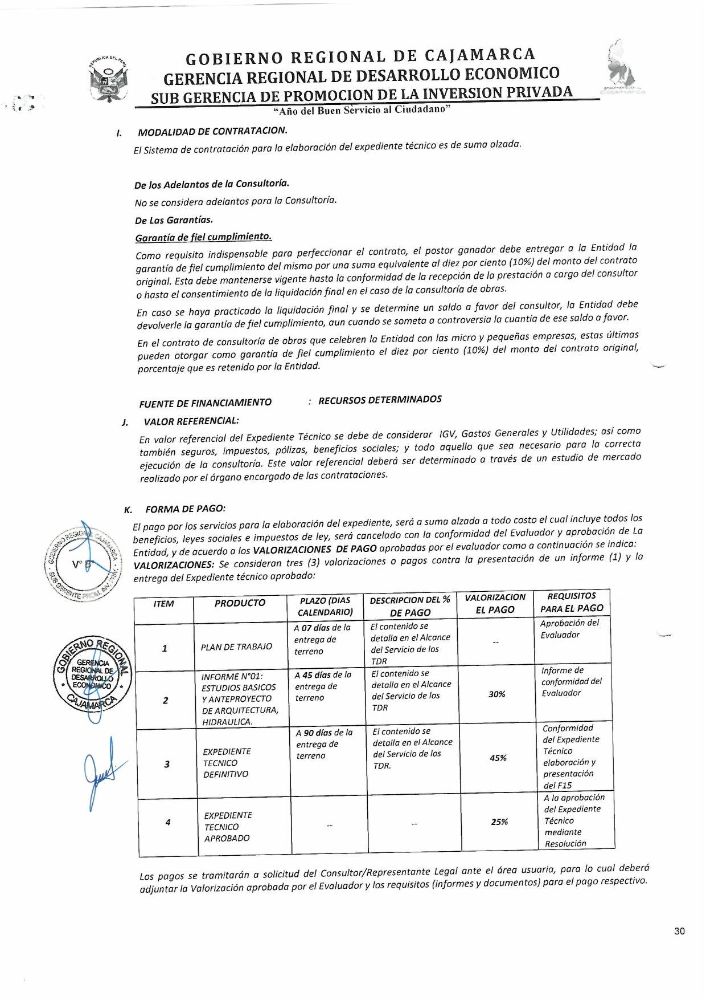 REPUBLICA DEL PERU
GOBIERNO REGIONAL DE CAJAMARCA
GERENCIA REGIONAL DE DESARROLLO ECONOMICO
SUB GERENCIA DE PROMOCION DE LA INVERSION PRIVADA
“Año del Buen Servicio al Ciudadano”
I. MODALIDAD DE CONTRATACION.
El Sistema de contratación para la elaboración del expediente técnico es de suma alzada.
De los Adelantos de la Consultoría.
No se considera adelantos para la Consultoría.
De Las Garantías.
Garantía de fiel cumplimiento.
Como requisito indispensable para perfeccionar el contrato, el postor ganador debe entregar a la Entidad la
garantía de fiel cumplimiento del mismo por una suma equivalente al diez por ciento (10%) del monto del contrato
original. Esta debe mantenerse vigente hasta la conformidad de la recepción de la prestación a cargo del consultor
o hasta el consentimiento de la liquidación final en el caso de la consultoría de obras.
En caso se haya practicado la liquidación final y se determine un saldo a favor del consultor, la Entidad debe
devolverle la garantía de fiel cumplimiento, aun cuando se someta a controversia la cuantía de ese saldo a favor.
En el contrato de consultoría de obras que celebren la Entidad con las micro y pequeñas empresas, estas últimas
pueden otorgar como garantía de fiel cumplimiento el diez por ciento (10%) del monto del contrato original,
porcentaje que es retenido por la Entidad.
FUENTE DE FINANCIAMIENTO : RECURSOS DETERMINADOS
J. VALOR REFERENCIAL:
En valor referencial del Expediente Técnico se debe de considerar IGV, Gastos Generales y Utilidades; así como
también seguros, impuestos, pólizas, beneficios sociales; y todo aquello que sea necesario para la correcta
ejecución de la consultoría. Este valor referencial deberá ser determinado a través de un estudio de mercado
realizado por el órgano encargado de las contrataciones.
K. FORMA DE PAGO:
El pago por los servicios para la elaboración del expediente, será a suma alzada a todo costo el cual incluye todos los
beneficios, leyes sociales e impuestos de ley, será cancelado con la conformidad del Evaluador y aprobación de La
Entidad, y de acuerdo a los VALORIZACIONES DE PAGO aprobadas por el evaluador como a continuación se indica:
VALORIZACIONES: Se consideran tres (3) valorizaciones o pagos contra la presentación de un informe (1) y la
entrega del Expediente técnico aprobado:
GOBIERNO REGIONAL CAJAMARCA
V° B°
SUB GERENTE PROM. INV. PRIV.
ITEM PRODUCTO PLAZO (DIAS DESCRIPCION DEL % VALORIZACION REQUISITOS
CALENDARIO) DE PAGO EL PAGO PARA EL PAGO
A 07 días de la El contenido se Aprobación del
entrega de detalla en el Alcance Evaluador
1 PLAN DE TRABAJO terreno del Servicio de los --
TDR
GOBIERNO REGIONAL
GERENCIA
REGIONAL DE
DESARROLLO
ECONOMICO
CAJAMARCA
INFORME N°01: A 45 días de la El contenido se Informe de
ESTUDIOS BASICOS entrega de detalla en el Alcance conformidad del
2 Y ANTEPROYECTO terreno del Servicio de los 30% Evaluador
DE ARQUITECTURA, TDR
HIDRAULICA.
A 90 días de la El contenido se Conformidad
entrega de detalla en el Alcance del Expediente
EXPEDIENTE terreno del Servicio de los Técnico
3 TECNICO TDR. 45% elaboración y
DEFINITIVO presentación
del F15
A la aprobación
EXPEDIENTE del Expediente
4 TECNICO -- -- 25% Técnico
APROBADO mediante
Resolución
Los pagos se tramitarán a solicitud del Consultor/Representante Legal ante el área usuaria, para lo cual deberá
adjuntar la Valorización aprobada por el Evaluador y los requisitos (informes y documentos) para el pago respectivo.
30